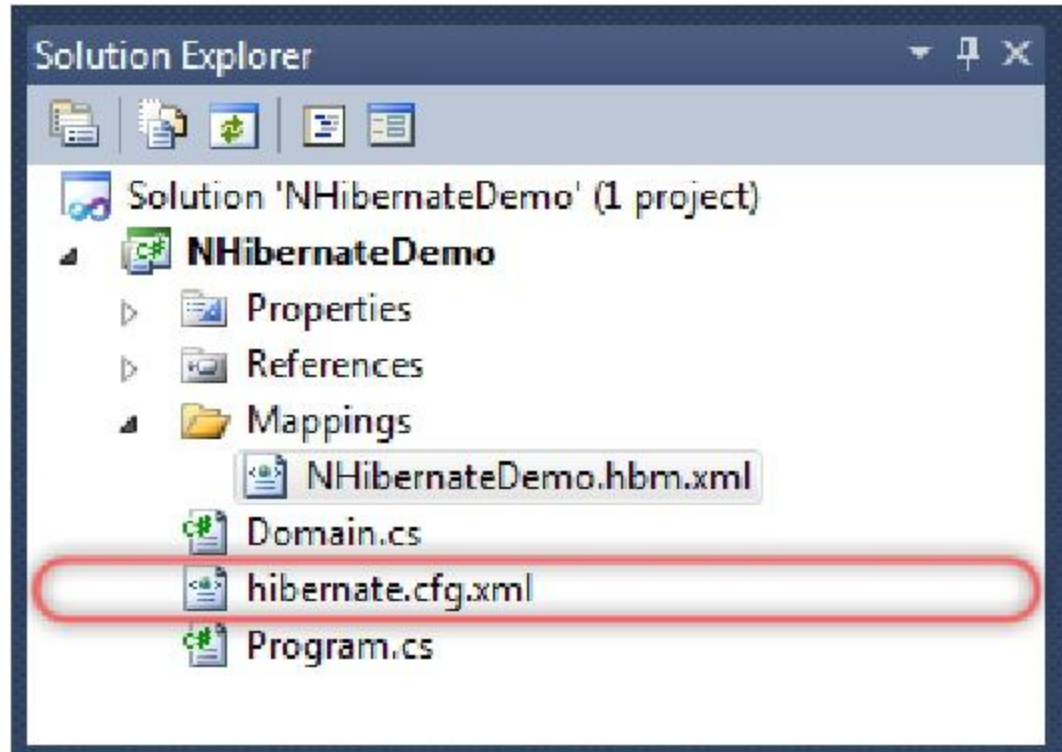 Solution Explorer
Solution 'NHibernateDemo' (1 project)
NHibernateDemo
Properties
References
Mappings
NHibernateDemo.hbm.xml
Domain.cs
hibernate.cfg.xml
Program.cs